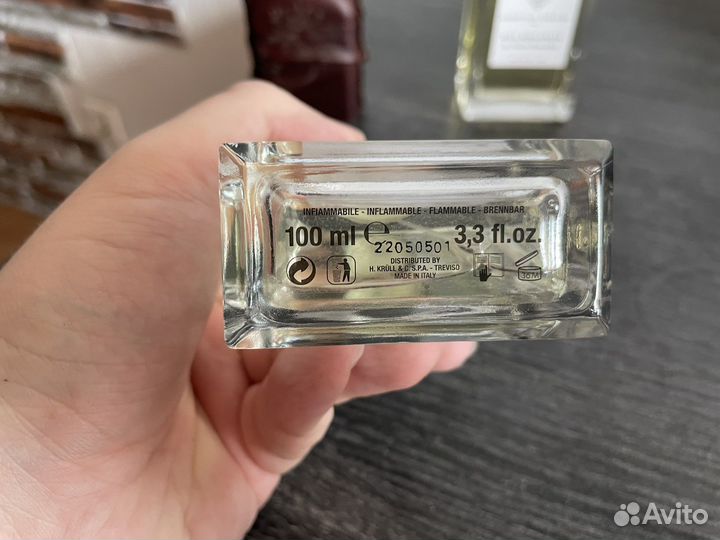 INFIAMMABILE - INFLAMMABLE - FLAMMABLE - BRENNBAR
100 ml e 3,3 fl.oz.
22050501
DISTRIBUTED BY
H. KRÜLL & C. S.P.A. - TREVISO
MADE IN ITALY
36M
Avito